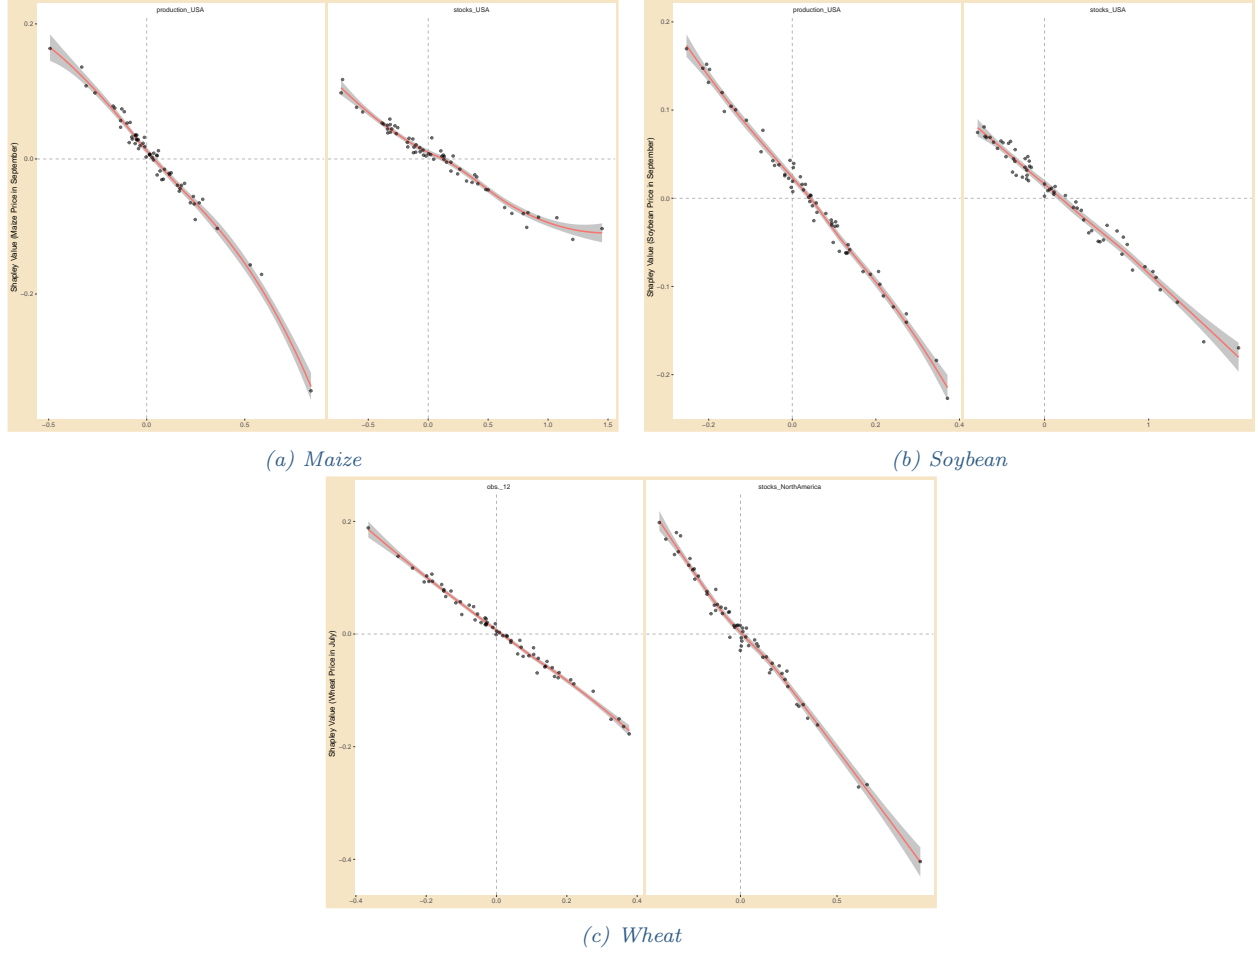 production_USA
stocks_USA
Shapley Value (Maize Price in September)
0.2
0.0
−0.2
−0.5
0.0
0.5
−0.5
0.0
0.5
1.0
1.5
(a) Maize
production_USA
stocks_USA
Shapley Value (Soybean Price in September)
0.2
0.1
0.0
−0.1
−0.2
−0.2
0.0
0.2
0.4
0
1
(b) Soybean
obs._12
stocks_NorthAmerica
Shapley Value (Wheat Price in July)
0.2
0.0
−0.2
−0.4
−0.4
−0.2
0.0
0.2
0.4
0.0
0.5
(c) Wheat